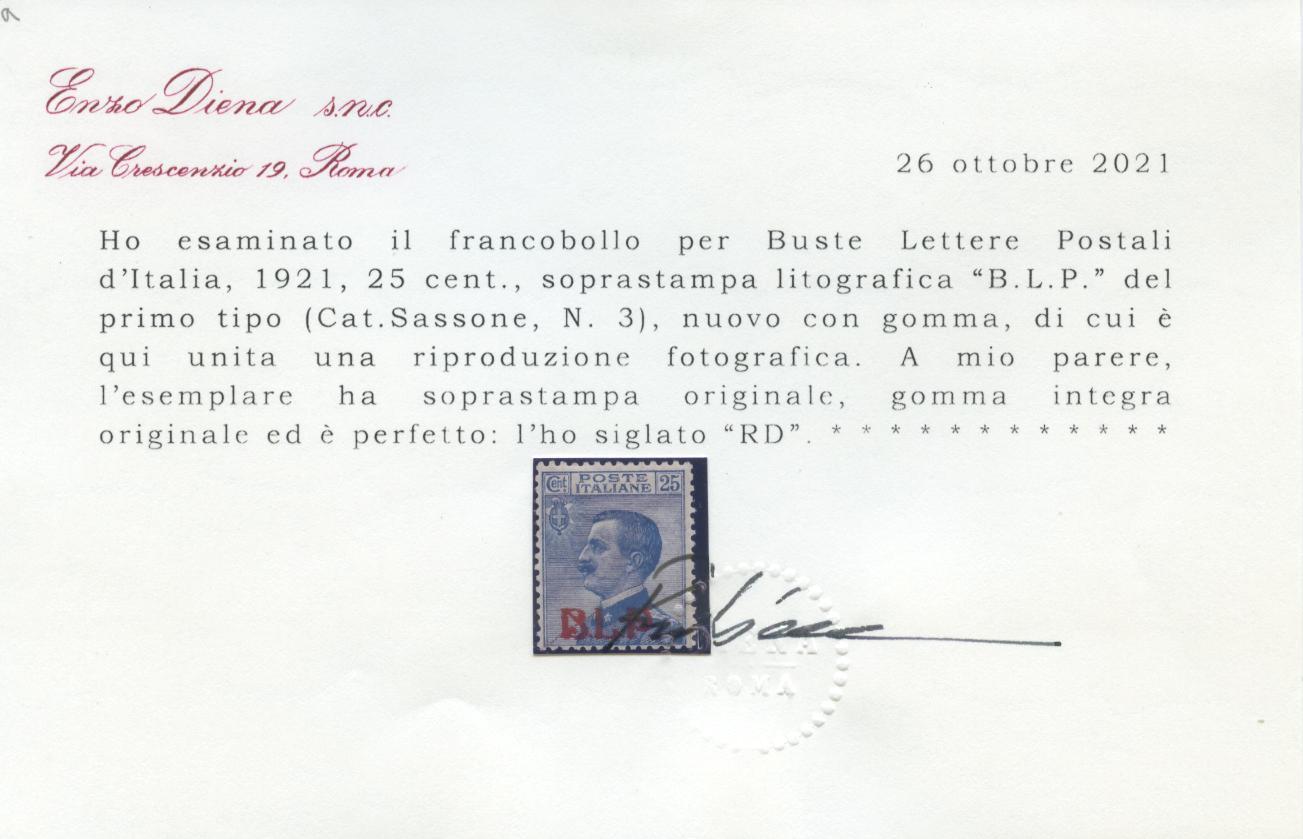 Enzo Diena s.n.c.
Via Crescenzio 19, Roma
26 ottobre 2021
Ho esaminato il francobollo per Buste Lettere Postali
d'Italia, 1921, 25 cent., soprastampa litografica “B.L.P.” del
primo tipo (Cat.Sassone, N. 3), nuovo con gomma, di cui è
qui unita una riproduzione fotografica. A mio parere,
l'esemplare ha soprastampa originale, gomma integra
originale ed è perfetto: l'ho siglato “RD”. * * * * * * * * * * * *
Cent. POSTE ITALIANE 25
B.L.P.